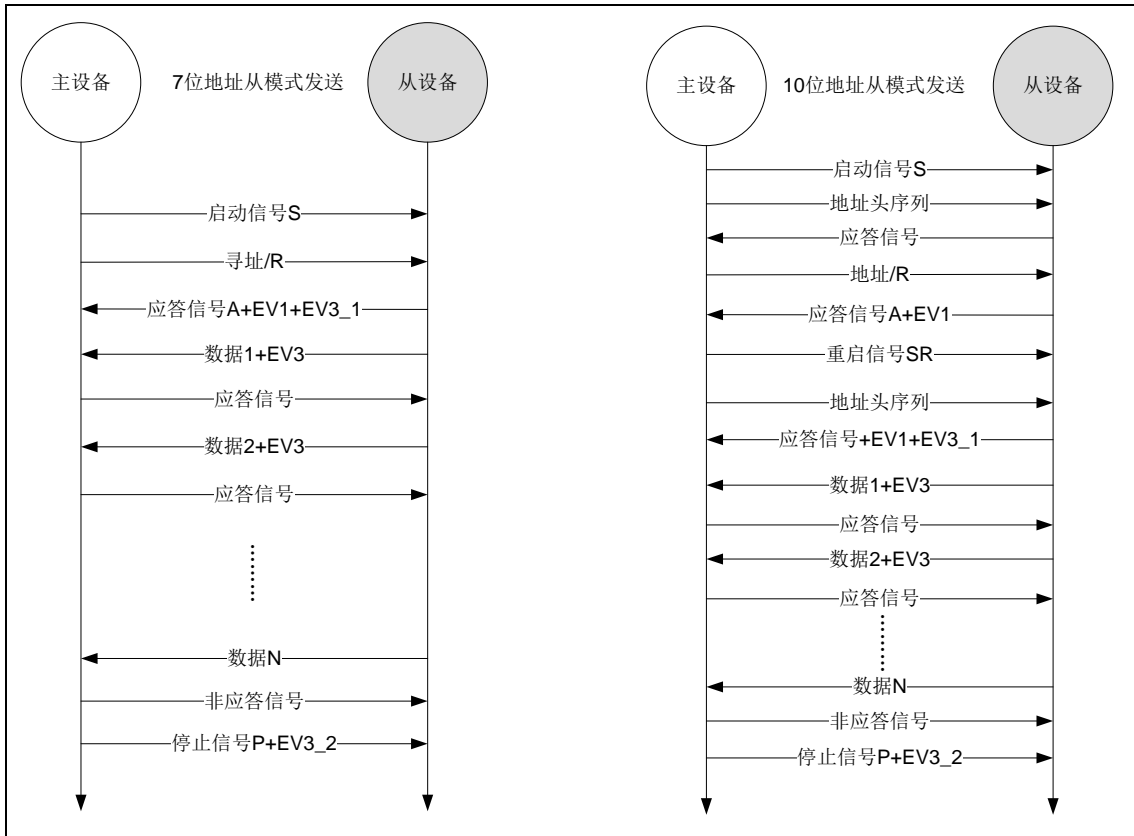 主设备
7位地址从模式发送
从设备
启动信号S
寻址/R
应答信号A+EV1+EV3_1
数据1+EV3
应答信号
数据2+EV3
应答信号
数据N
非应答信号
停止信号P+EV3_2
主设备
10位地址从模式发送
从设备
启动信号S
地址头序列
应答信号
地址/R
应答信号A+EV1
重启信号SR
地址头序列
应答信号+EV1+EV3_1
数据1+EV3
应答信号
数据2+EV3
应答信号
数据N
非应答信号
停止信号P+EV3_2